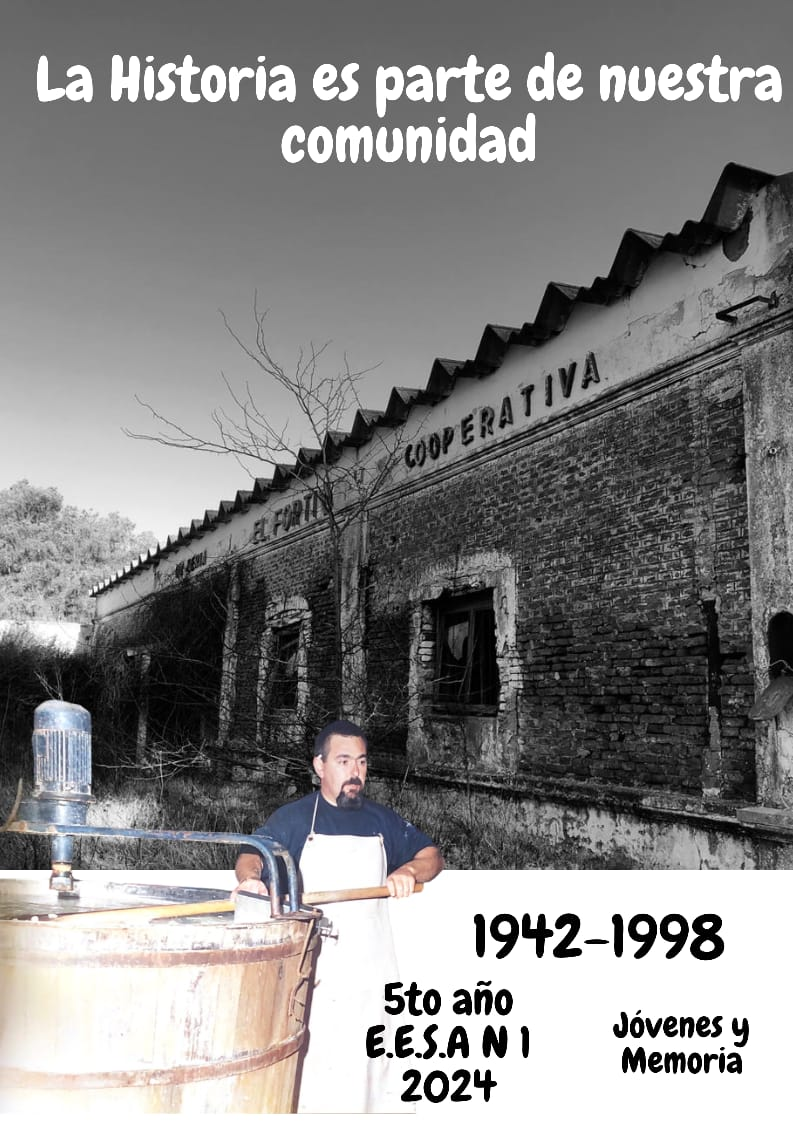 La Historia es parte de nuestra
comunidad
EL FORTI
COOPERATIVA
1942-1998
5to año
E.E.S.A N 1
2024
Jóvenes y
Memoria